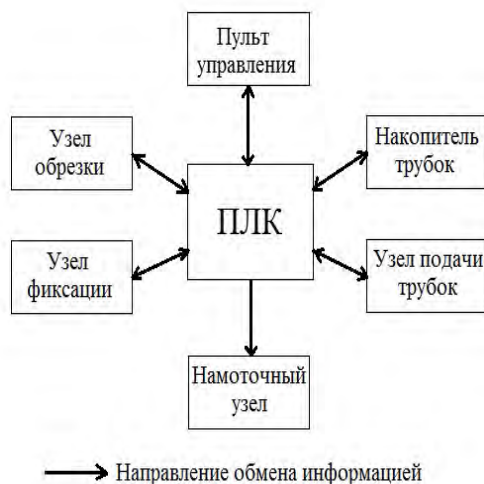 Пульт
управления
Узел
обрезки
Накопитель
трубок
ПЛК
Узел
фиксации
Узел подачи
трубок
Намоточный
узел
Направление обмена информацией